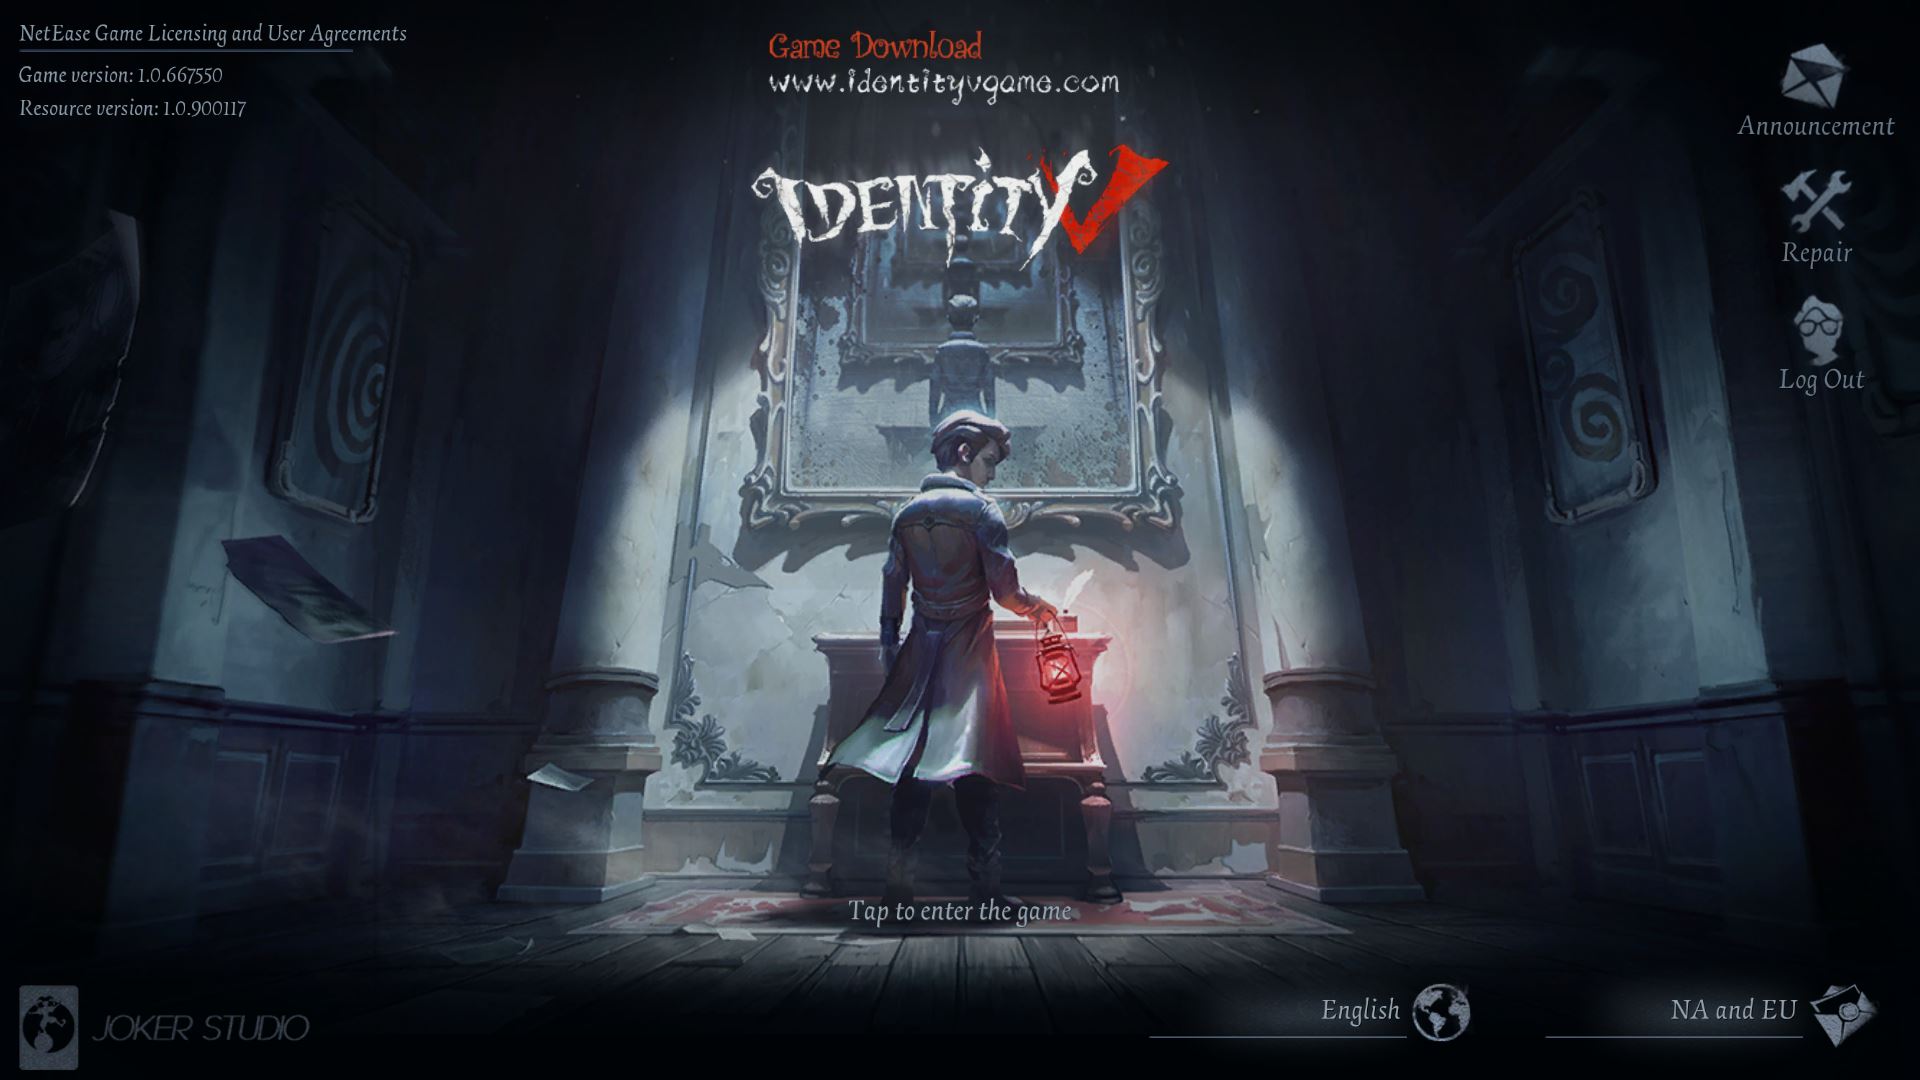 NetEase Game Licensing and User Agreements
Game version: 1.0.667550
Resource version: 1.0.900117
Game Download
www.identityvgame.com
IDENTITY V
Announcement
Repair
Log Out
Tap to enter the game
JOKER STUDIO
English
NA and EU